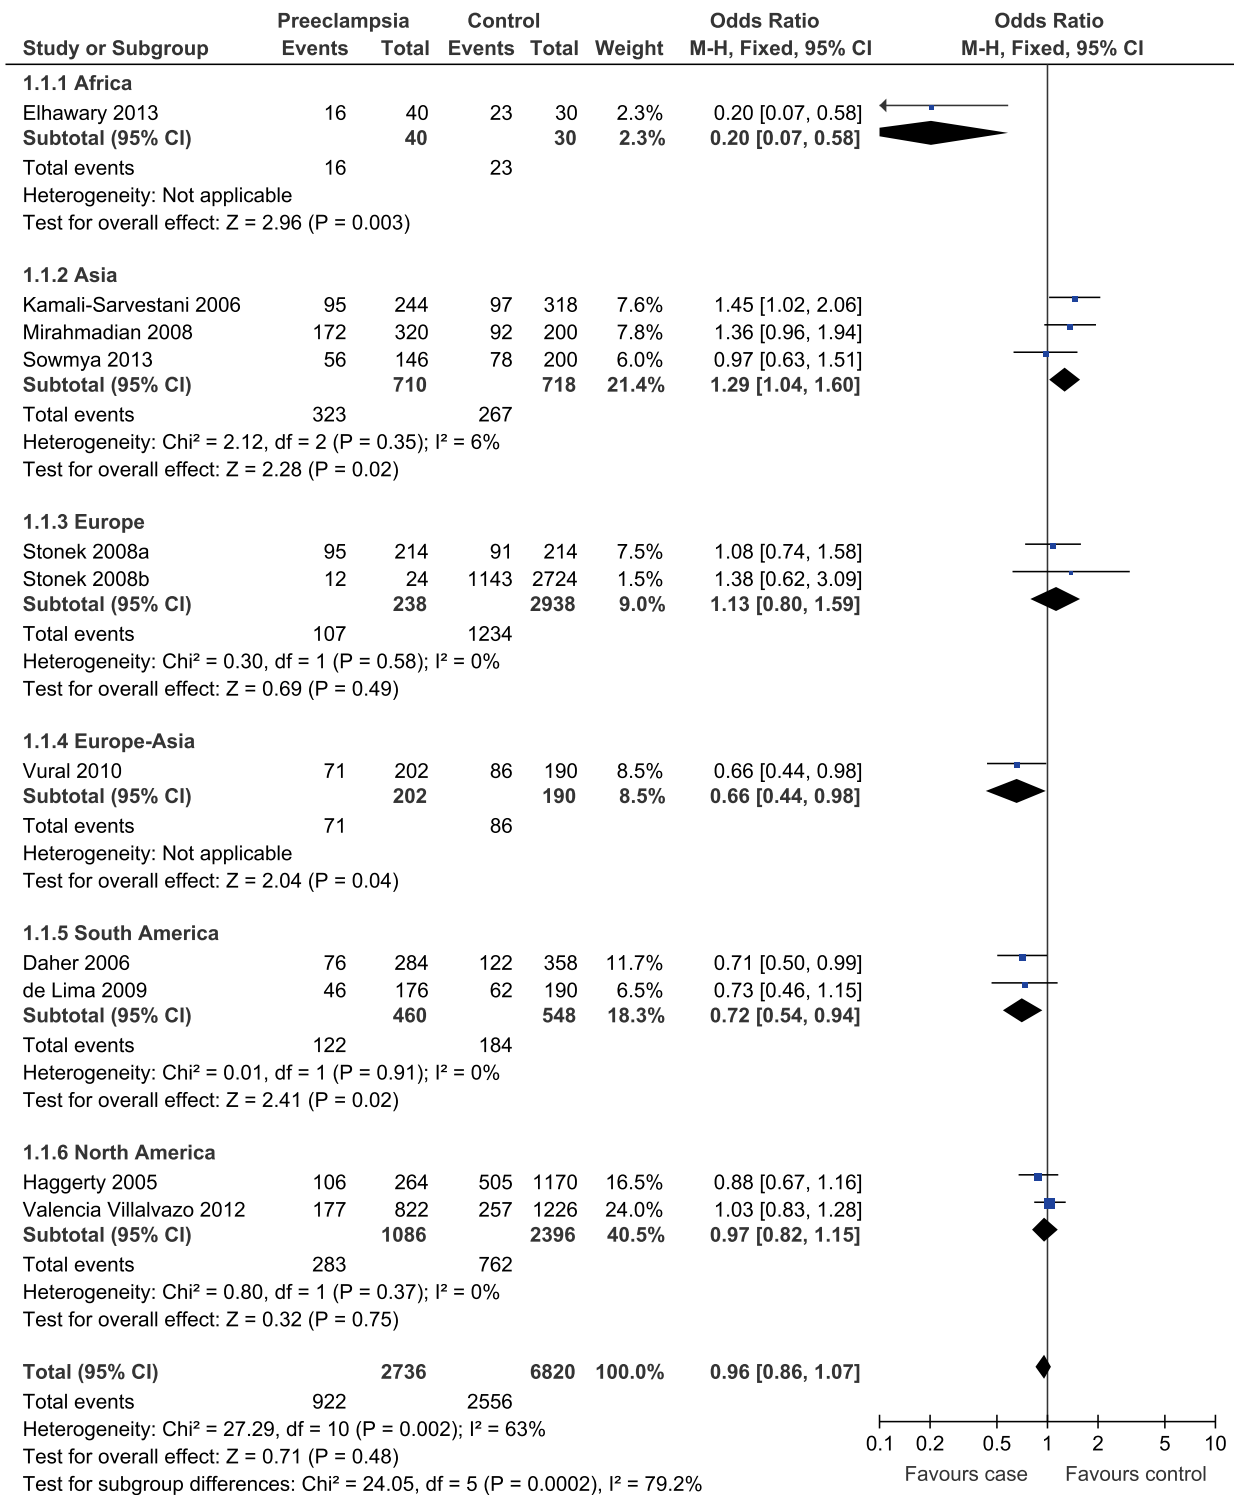 Preeclampsia Control Odds Ratio Odds Ratio
Study or Subgroup Events Total Events Total Weight M-H, Fixed, 95% CI M-H, Fixed, 95% CI
1.1.1 Africa
Elhawary 2013 16 40 23 30 2.3% 0.20 [0.07, 0.58]
Subtotal (95% CI) 40 30 2.3% 0.20 [0.07, 0.58]
Total events 16 23
Heterogeneity: Not applicable
Test for overall effect: Z = 2.96 (P = 0.003)
1.1.2 Asia
Kamali-Sarvestani 2006 95 244 97 318 7.6% 1.45 [1.02, 2.06]
Mirahmadian 2008 172 320 92 200 7.8% 1.36 [0.96, 1.94]
Sowmya 2013 56 146 78 200 6.0% 0.97 [0.63, 1.51]
Subtotal (95% CI) 710 718 21.4% 1.29 [1.04, 1.60]
Total events 323 267
Heterogeneity: Chi² = 2.12, df = 2 (P = 0.35); I² = 6%
Test for overall effect: Z = 2.28 (P = 0.02)
1.1.3 Europe
Stonek 2008a 95 214 91 214 7.5% 1.08 [0.74, 1.58]
Stonek 2008b 12 24 1143 2724 1.5% 1.38 [0.62, 3.09]
Subtotal (95% CI) 238 2938 9.0% 1.13 [0.80, 1.59]
Total events 107 1234
Heterogeneity: Chi² = 0.30, df = 1 (P = 0.58); I² = 0%
Test for overall effect: Z = 0.69 (P = 0.49)
1.1.4 Europe-Asia
Vural 2010 71 202 86 190 8.5% 0.66 [0.44, 0.98]
Subtotal (95% CI) 202 190 8.5% 0.66 [0.44, 0.98]
Total events 71 86
Heterogeneity: Not applicable
Test for overall effect: Z = 2.04 (P = 0.04)
1.1.5 South America
Daher 2006 76 284 122 358 11.7% 0.71 [0.50, 0.99]
de Lima 2009 46 176 62 190 6.5% 0.73 [0.46, 1.15]
Subtotal (95% CI) 460 548 18.3% 0.72 [0.54, 0.94]
Total events 122 184
Heterogeneity: Chi² = 0.01, df = 1 (P = 0.91); I² = 0%
Test for overall effect: Z = 2.41 (P = 0.02)
1.1.6 North America
Haggerty 2005 106 264 505 1170 16.5% 0.88 [0.67, 1.16]
Valencia Villalvazo 2012 177 822 257 1226 24.0% 1.03 [0.83, 1.28]
Subtotal (95% CI) 1086 2396 40.5% 0.97 [0.82, 1.15]
Total events 283 762
Heterogeneity: Chi² = 0.80, df = 1 (P = 0.37); I² = 0%
Test for overall effect: Z = 0.32 (P = 0.75)
Total (95% CI) 2736 6820 100.0% 0.96 [0.86, 1.07]
Total events 922 2556
Heterogeneity: Chi² = 27.29, df = 10 (P = 0.002); I² = 63%
Test for overall effect: Z = 0.71 (P = 0.48)
Test for subgroup differences: Chi² = 24.05, df = 5 (P = 0.0002), I² = 79.2%
0.1 0.2 0.5 1 2 5 10
Favours case Favours control